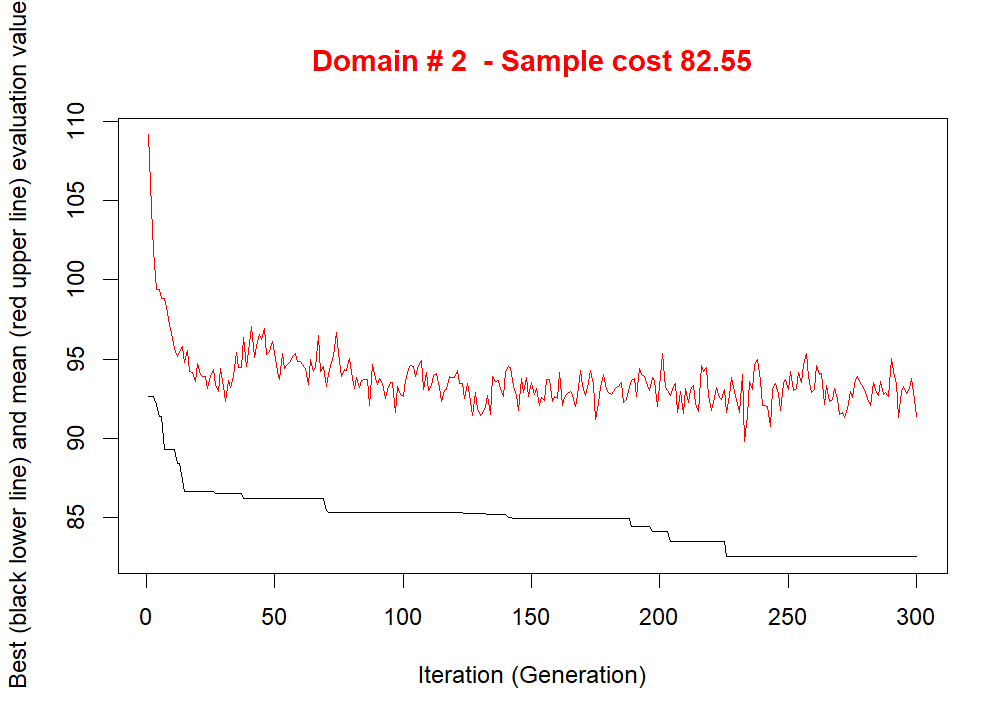 Domain # 2  - Sample cost 82.55
Best (black lower line) and mean (red upper line) evaluation value
110
105
100
95
90
85
0 50 100 150 200 250 300
Iteration (Generation)